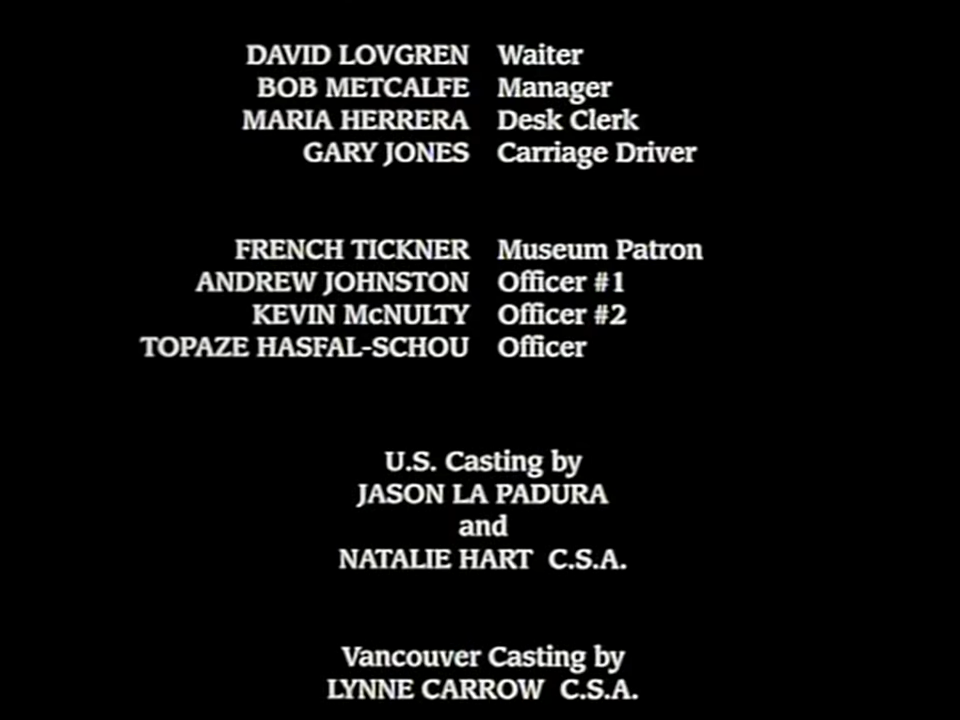 DAVID LOVGREN Waiter
BOB METCALFE Manager
MARIA HERRERA Desk Clerk
GARY JONES Carriage Driver
FRENCH TICKNER Museum Patron
ANDREW JOHNSTON Officer #1
KEVIN McNULTY Officer #2
TOPAZE HASFAL-SCHOU Officer
U.S. Casting by
JASON LA PADURA
and
NATALIE HART C.S.A.
Vancouver Casting by
LYNNE CARROW C.S.A.